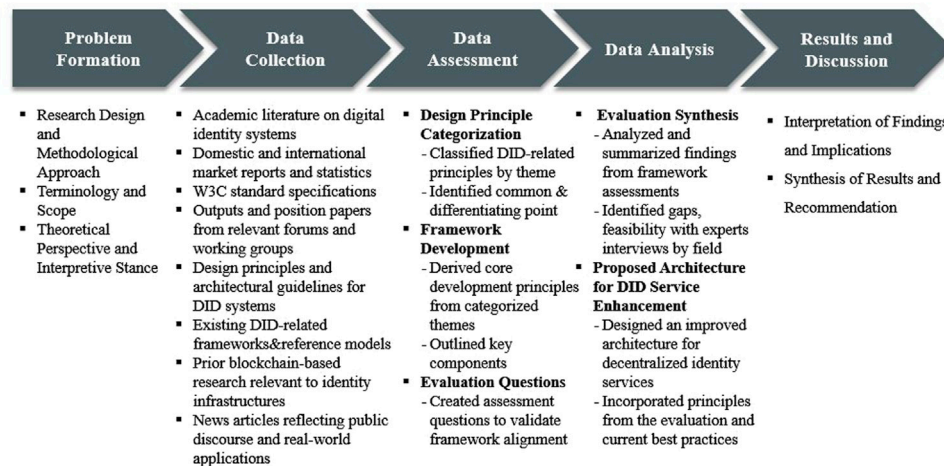 Problem
Formation
Data
Collection
Data
Assessment
Data Analysis
Results and
Discussion
▪ Research Design
and
Methodological
Approach
▪ Terminology and
Scope
▪ Theoretical
Perspective and
Interpretive Stance
▪ Academic literature on digital
identity systems
▪ Domestic and international
market reports and statistics
▪ W3C standard specifications
▪ Outputs and position papers
from relevant forums and
working groups
▪ Design principles and
architectural guidelines for
DID systems
▪ Existing DID-related
frameworks&reference models
▪ Prior blockchain-based
research relevant to identity
infrastructures
▪ News articles reflecting public
discourse and real-world
applications
▪ Design Principle
Categorization
- Classified DID-related
principles by theme
- Identified common &
differentiating point
▪ Framework
Development
- Derived core
development principles
from categorized
themes
- Outlined key
components
▪ Evaluation Questions
- Created assessment
questions to validate
framework alignment
▪ Evaluation Synthesis
- Analyzed and
summarized findings
from framework
assessments
- Identified gaps,
feasibility with experts
interviews by field
▪ Proposed Architecture
for DID Service
Enhancement
- Designed an improved
architecture for
decentralized identity
services
- Incorporated principles
from the evaluation and
current best practices
▪ Interpretation of Findings
and Implications
▪ Synthesis of Results and
Recommendation